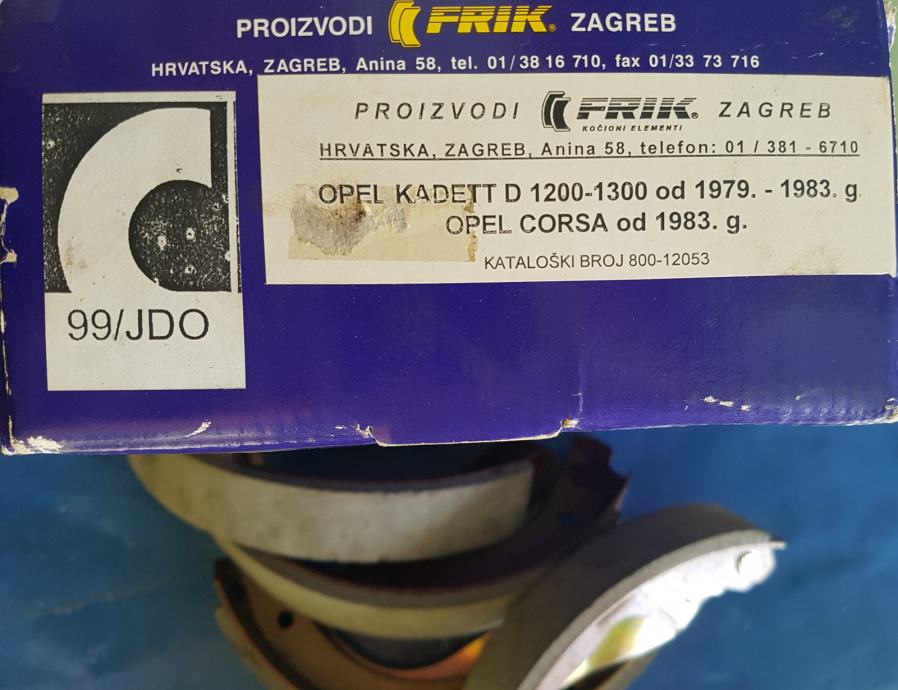 PROIZVODI FRIK® ZAGREB
HRVATSKA, ZAGREB, Anina 58, tel. 01/38 16 710, fax 01/33 73 716
PROIZVODI FRIK® ZAGREB
KOČIONI ELEMENTI
HRVATSKA, ZAGREB, Anina 58, telefon: 01 / 381 - 6710
OPEL KADETT D 1200-1300 od 1979. - 1983. g.
OPEL CORSA od 1983. g.
KATALOŠKI BROJ 800-12053
99/JDO